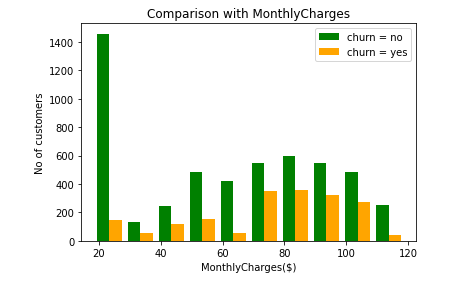 Comparison with MonthlyCharges
churn = no
churn = yes
No of customers
1400
1200
1000
800
600
400
200
0
20 40 60 80 100 120
MonthlyCharges($)